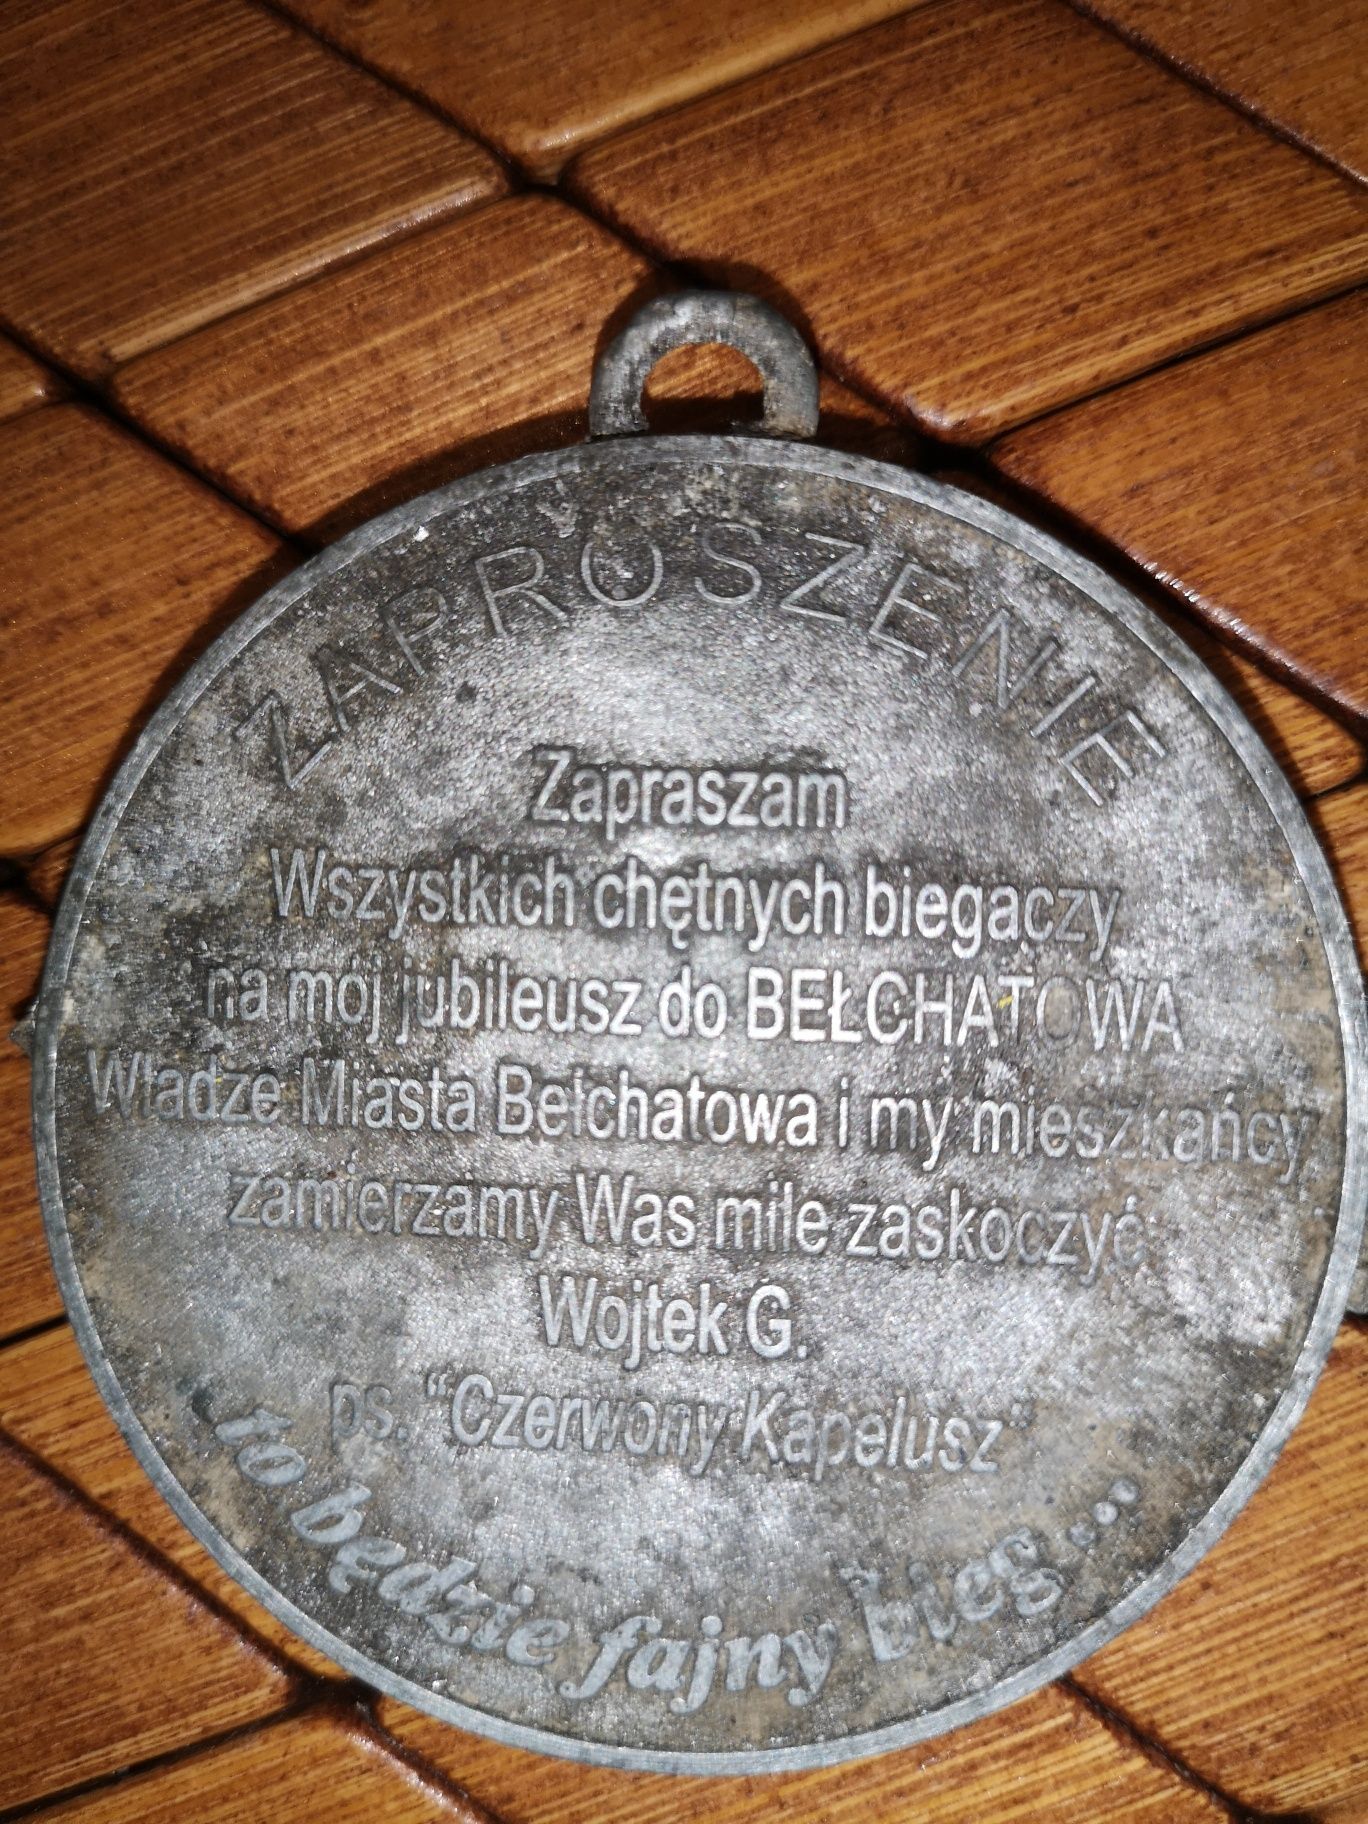 ZAPROSZENIE
Zapraszam
Wszystkich chętnych biegaczy
na mój jubileusz do BEŁCHATOWA
Władze Miasta Bełchatowa i my mieszkańcy
zamierzamy Was mile zaskoczyć
Wojtek G.
ps. "Czerwony Kapelusz"
to będzie fajny bieg...